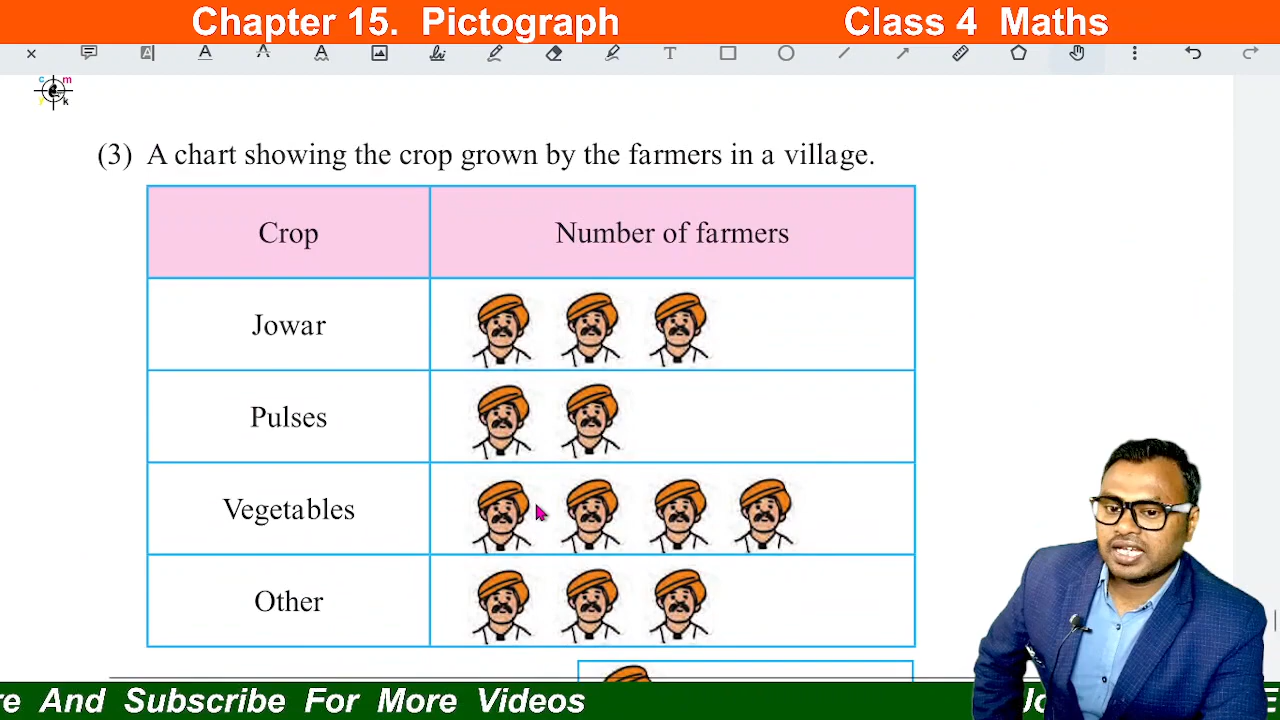 Chapter 15. Pictograph Class 4 Maths
c m
y k
(3) A chart showing the crop grown by the farmers in a village.
Crop Number of farmers
Jowar
Pulses
Vegetables
Other
re And Subscribe For More Videos